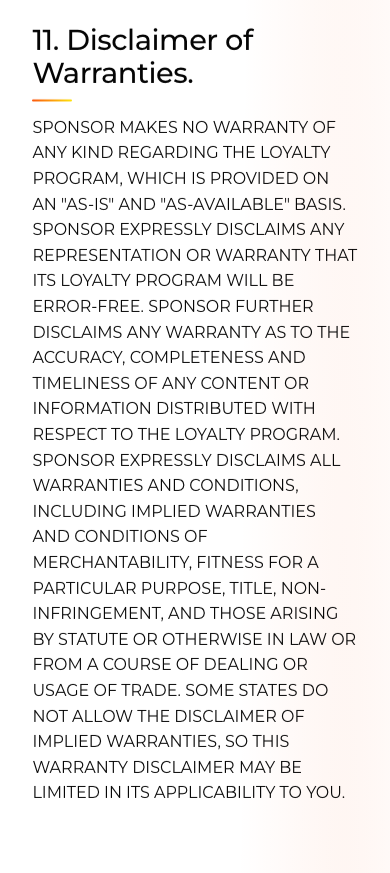 11. Disclaimer of
Warranties.
SPONSOR MAKES NO WARRANTY OF
ANY KIND REGARDING THE LOYALTY
PROGRAM, WHICH IS PROVIDED ON
AN "AS-IS" AND "AS-AVAILABLE" BASIS.
SPONSOR EXPRESSLY DISCLAIMS ANY
REPRESENTATION OR WARRANTY THAT
ITS LOYALTY PROGRAM WILL BE
ERROR-FREE. SPONSOR FURTHER
DISCLAIMS ANY WARRANTY AS TO THE
ACCURACY, COMPLETENESS AND
TIMELINESS OF ANY CONTENT OR
INFORMATION DISTRIBUTED WITH
RESPECT TO THE LOYALTY PROGRAM.
SPONSOR EXPRESSLY DISCLAIMS ALL
WARRANTIES AND CONDITIONS,
INCLUDING IMPLIED WARRANTIES
AND CONDITIONS OF
MERCHANTABILITY, FITNESS FOR A
PARTICULAR PURPOSE, TITLE, NON-
INFRINGEMENT, AND THOSE ARISING
BY STATUTE OR OTHERWISE IN LAW OR
FROM A COURSE OF DEALING OR
USAGE OF TRADE. SOME STATES DO
NOT ALLOW THE DISCLAIMER OF
IMPLIED WARRANTIES, SO THIS
WARRANTY DISCLAIMER MAY BE
LIMITED IN ITS APPLICABILITY TO YOU.